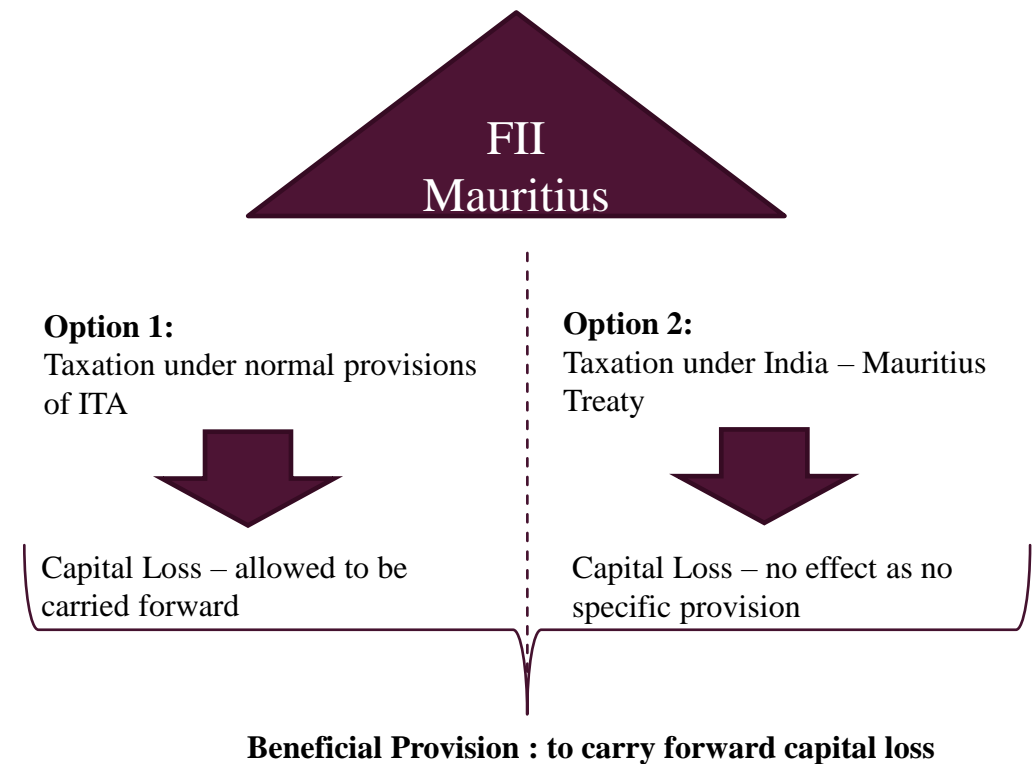 FII
Mauritius
Option 1:
Taxation under normal provisions
of ITA
Capital Loss – allowed to be
carried forward
Option 2:
Taxation under India – Mauritius
Treaty
Capital Loss – no effect as no
specific provision
Beneficial Provision : to carry forward capital loss